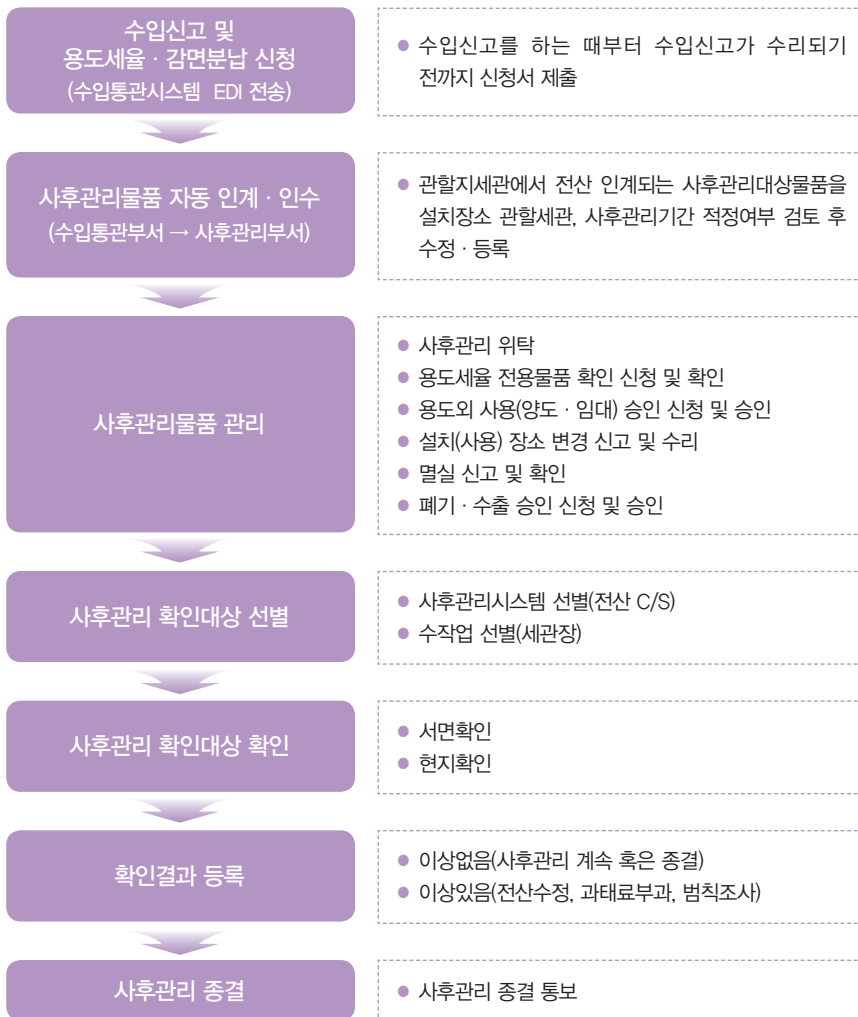 수입신고 및
용도세율 · 감면분납 신청
(수입통관시스템 EDI 전송)
● 수입신고를 하는 때부터 수입신고가 수리되기
전까지 신청서 제출
사후관리물품 자동 인계 · 인수
(수입통관부서 → 사후관리부서)
● 관할지세관에서 전산 인계되는 사후관리대상물품을
설치장소 관할세관, 사후관리기간 적정여부 검토 후
수정 · 등록
사후관리물품 관리
● 사후관리 위탁
● 용도세율 전용물품 확인 신청 및 확인
● 용도외 사용(양도 · 임대) 승인 신청 및 승인
● 설치(사용) 장소 변경 신고 및 수리
● 멸실 신고 및 확인
● 폐기 · 수출 승인 신청 및 승인
사후관리 확인대상 선별
● 사후관리시스템 선별(전산 C/S)
● 수작업 선별(세관장)
사후관리 확인대상 확인
● 서면확인
● 현지확인
확인결과 등록
● 이상없음(사후관리 계속 혹은 종결)
● 이상있음(전산수정, 과태료부과, 범칙조사)
사후관리 종결
● 사후관리 종결 통보